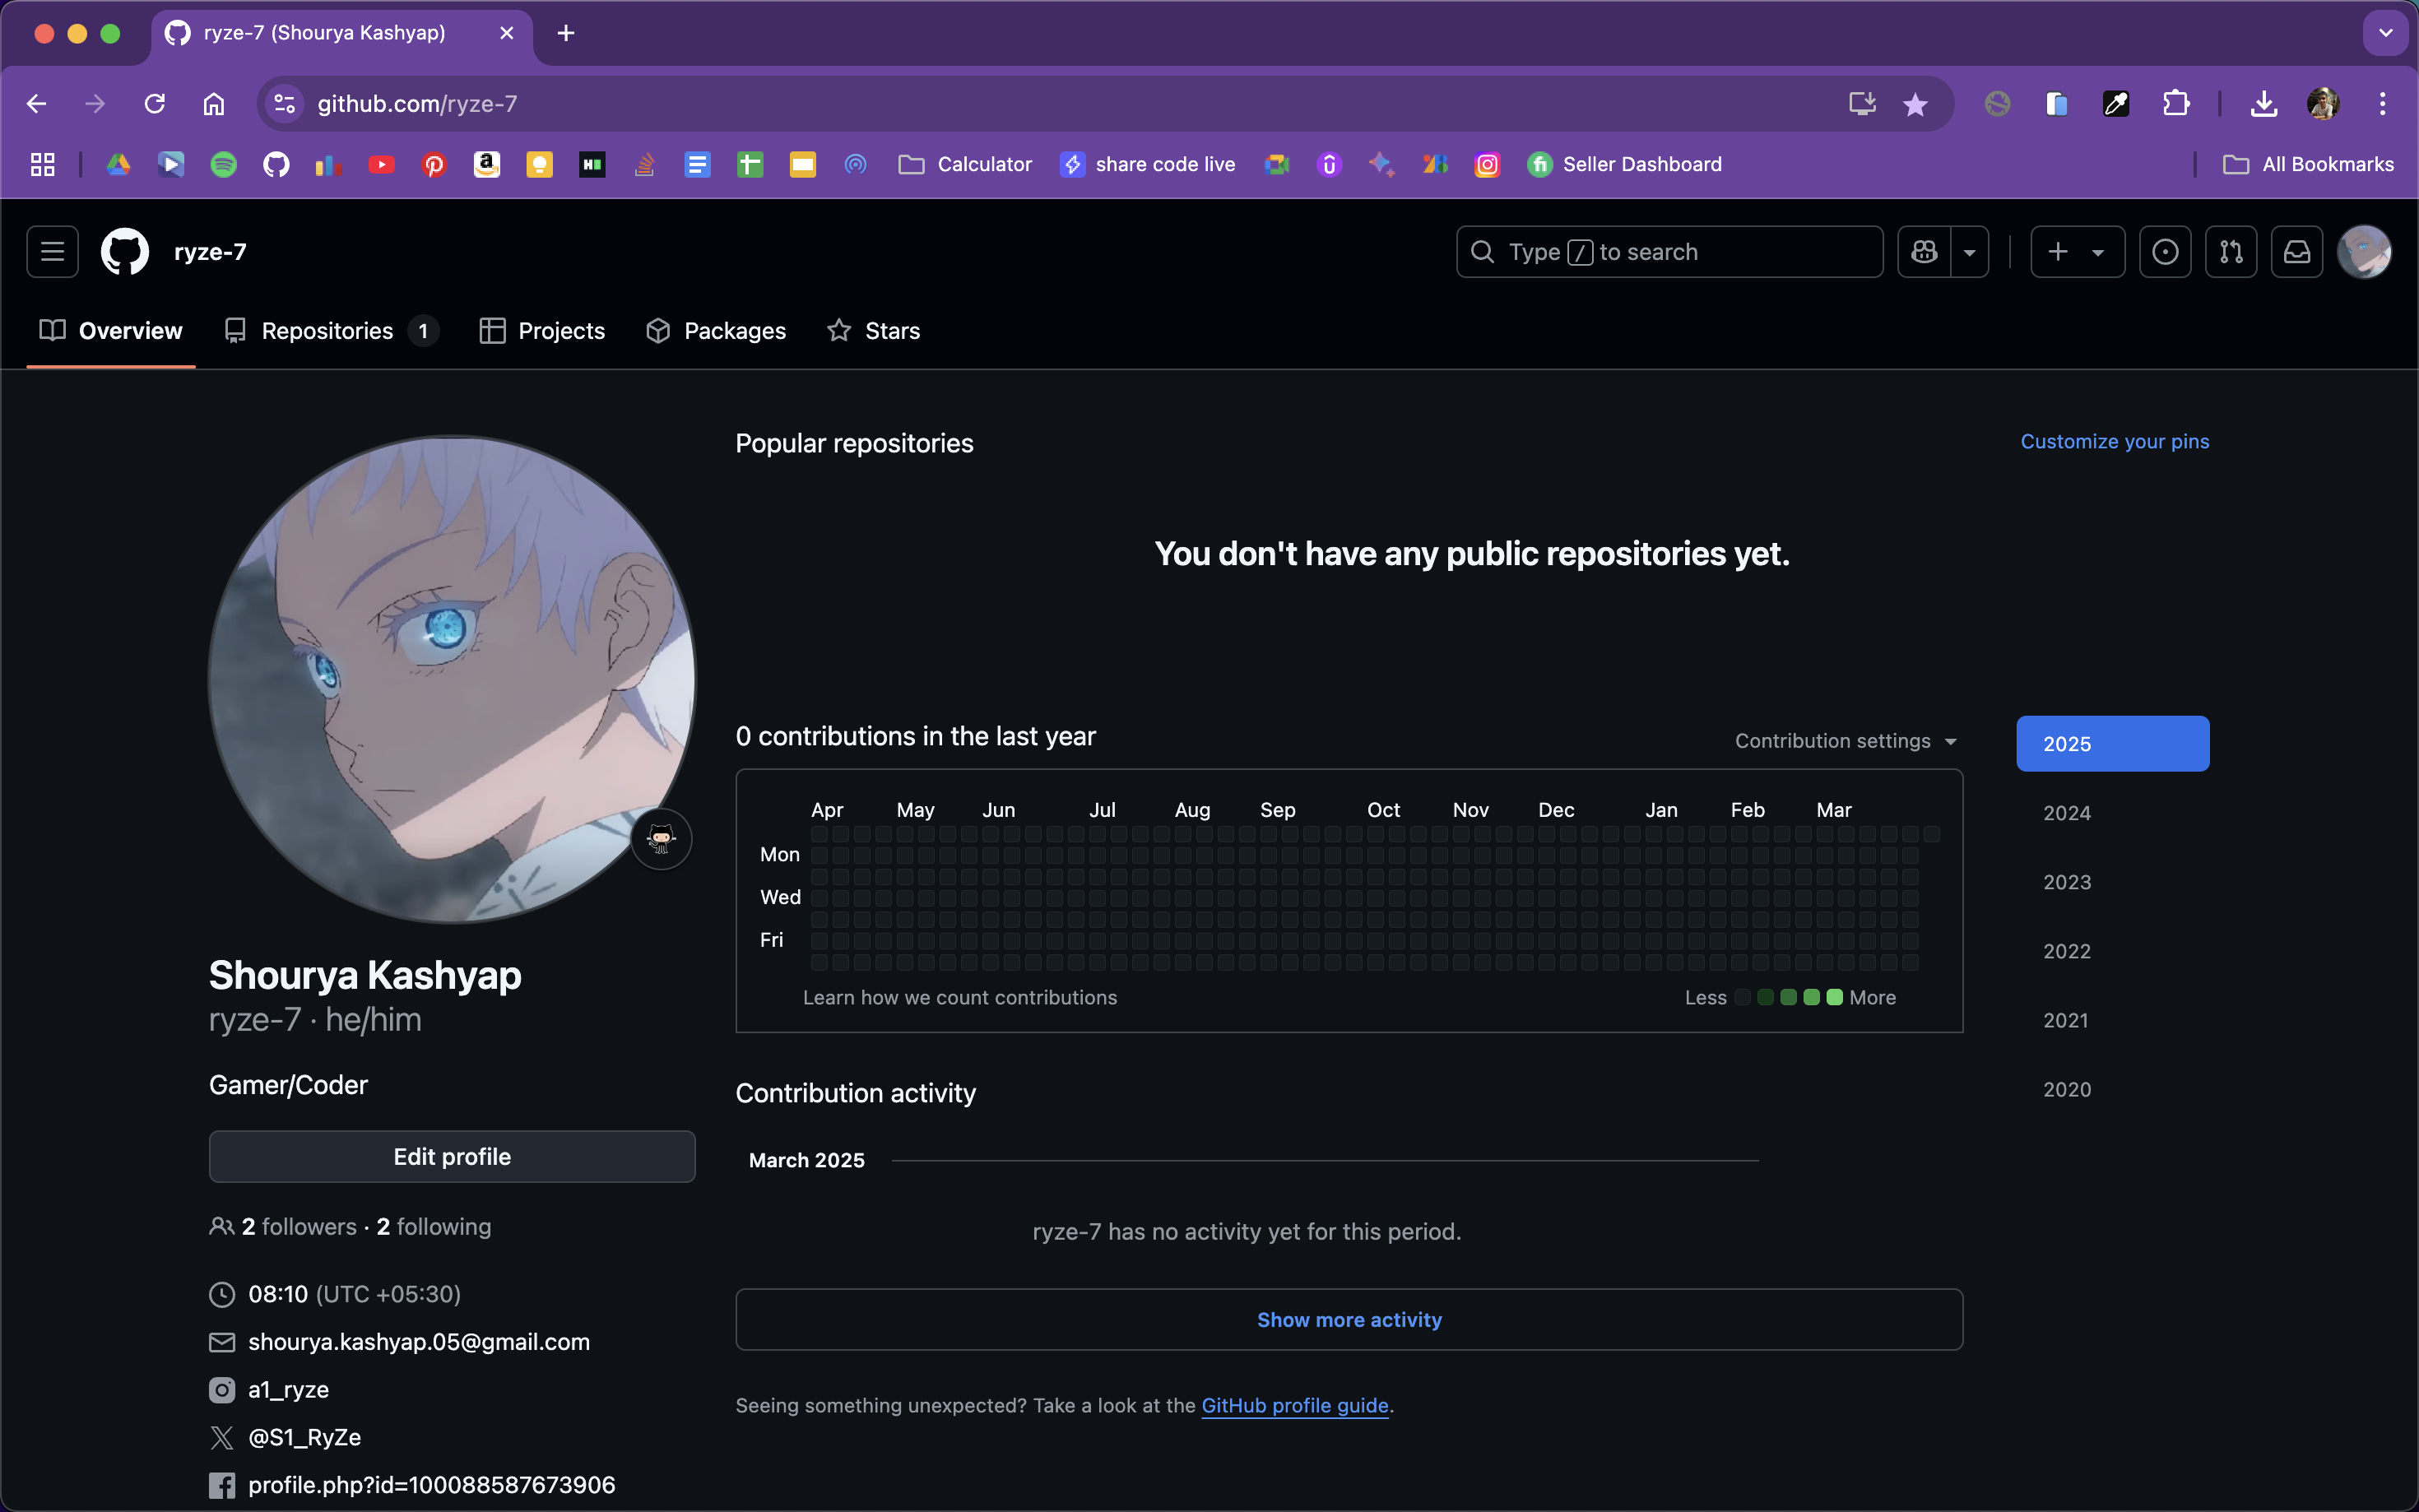 ryze-7 (Shourya Kashyap)
github.com/ryze-7
Calculator
share code live
Seller Dashboard
All Bookmarks
ryze-7
Type / to search
Overview
Repositories 1
Projects
Packages
Stars
Popular repositories
Customize your pins
You don't have any public repositories yet.
0 contributions in the last year
Contribution settings
2025
2024
2023
2022
2021
2020
Apr May Jun Jul Aug Sep Oct Nov Dec Jan Feb Mar
Mon
Wed
Fri
Learn how we count contributions
Less More
Shourya Kashyap
ryze-7 · he/him
Gamer/Coder
Edit profile
2 followers · 2 following
08:10 (UTC +05:30)
shourya.kashyap.05@gmail.com
a1_ryze
@S1_RyZe
profile.php?id=100088587673906
Contribution activity
March 2025
ryze-7 has no activity yet for this period.
Show more activity
Seeing something unexpected? Take a look at the GitHub profile guide.